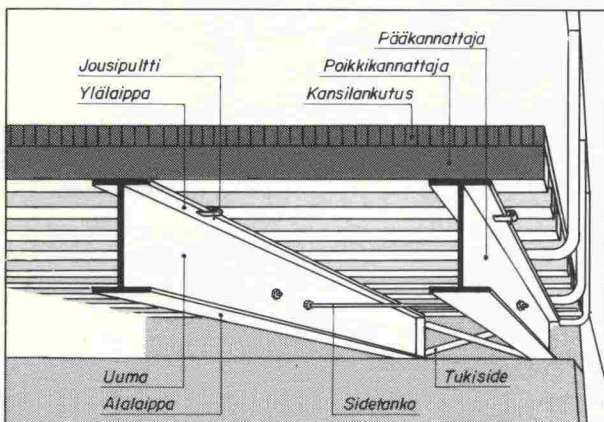 Pääkannattaja
Jousipultti
Poikkikannattaja
Ylälaippa
Kansilankutus
Uuma
Tukiside
Alalaippa
Sidetanko